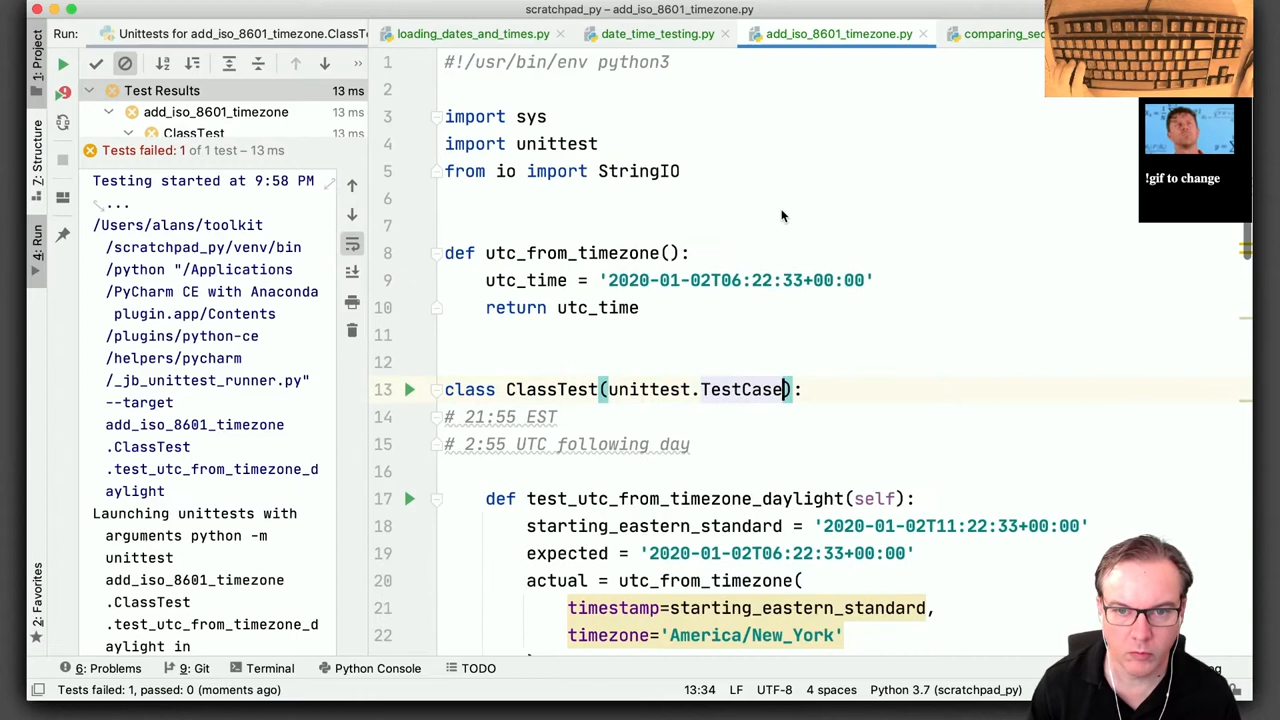 scratchpad_py – add_iso_8601_timezone.py
1: Project
Z: Structure
4: Run
2: Favorites
Run:
Unittests for add_iso_8601_timezone.ClassT
Test Results
13 ms
add_iso_8601_timezone
13 ms
ClassTest
13 ms
Tests failed: 1 of 1 test – 13 ms
Testing started at 9:58 PM
...
/Users/alans/toolkit
/scratchpad_py/venv/bin
/python "/Applications
/PyCharm CE with Anaconda
plugin.app/Contents
/plugins/python-ce
/helpers/pycharm
/_jb_unittest_runner.py"
--target
add_iso_8601_timezone
.ClassTest
.test_utc_from_timezone_d
aylight
Launching unittests with
arguments python -m
unittest
add_iso_8601_timezone
.ClassTest
.test_utc_from_timezone_d
aylight in
loading_dates_and_times.py
date_time_testing.py
add_iso_8601_timezone.py
comparing_sec
1 #!/usr/bin/env python3
2
3 import sys
4 import unittest
5 from io import StringIO
6
7
8 def utc_from_timezone():
9 utc_time = '2020-01-02T06:22:33+00:00'
10 return utc_time
11
12
13 class ClassTest(unittest.TestCase):
14 # 21:55 EST
15 # 2:55 UTC following day
16
17 def test_utc_from_timezone_daylight(self):
18 starting_eastern_standard = '2020-01-02T11:22:33+00:00'
19 expected = '2020-01-02T06:22:33+00:00'
20 actual = utc_from_timezone(
21 timestamp=starting_eastern_standard,
22 timezone='America/New_York'
!gif to change
6: Problems
9: Git
Terminal
Python Console
TODO
Tests failed: 1, passed: 0 (moments ago)
13:34
LF
UTF-8
4 spaces
Python 3.7 (scratchpad_py)